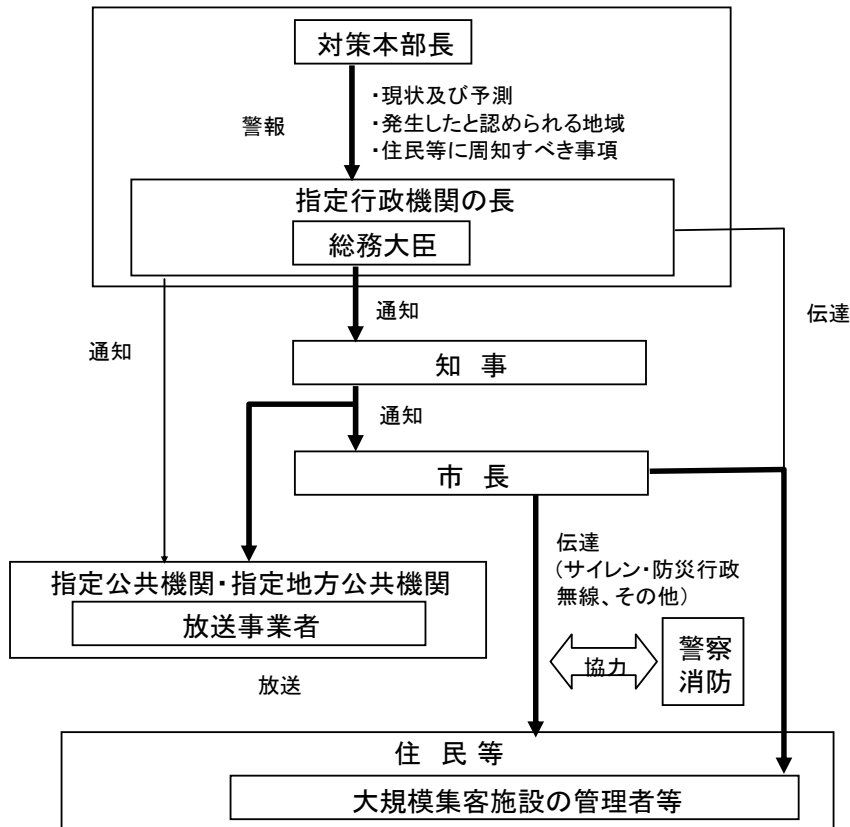 対策本部長
・現状及び予測
・発生したと認められる地域
・住民等に周知すべき事項
警報
指定行政機関の長
総務大臣
通知
伝達
通知
知 事
通知
市 長
伝達
（サイレン・防災行政
無線、その他）
指定公共機関・指定地方公共機関
放送事業者
協力
警察
消防
放送
住 民 等
大規模集客施設の管理者等